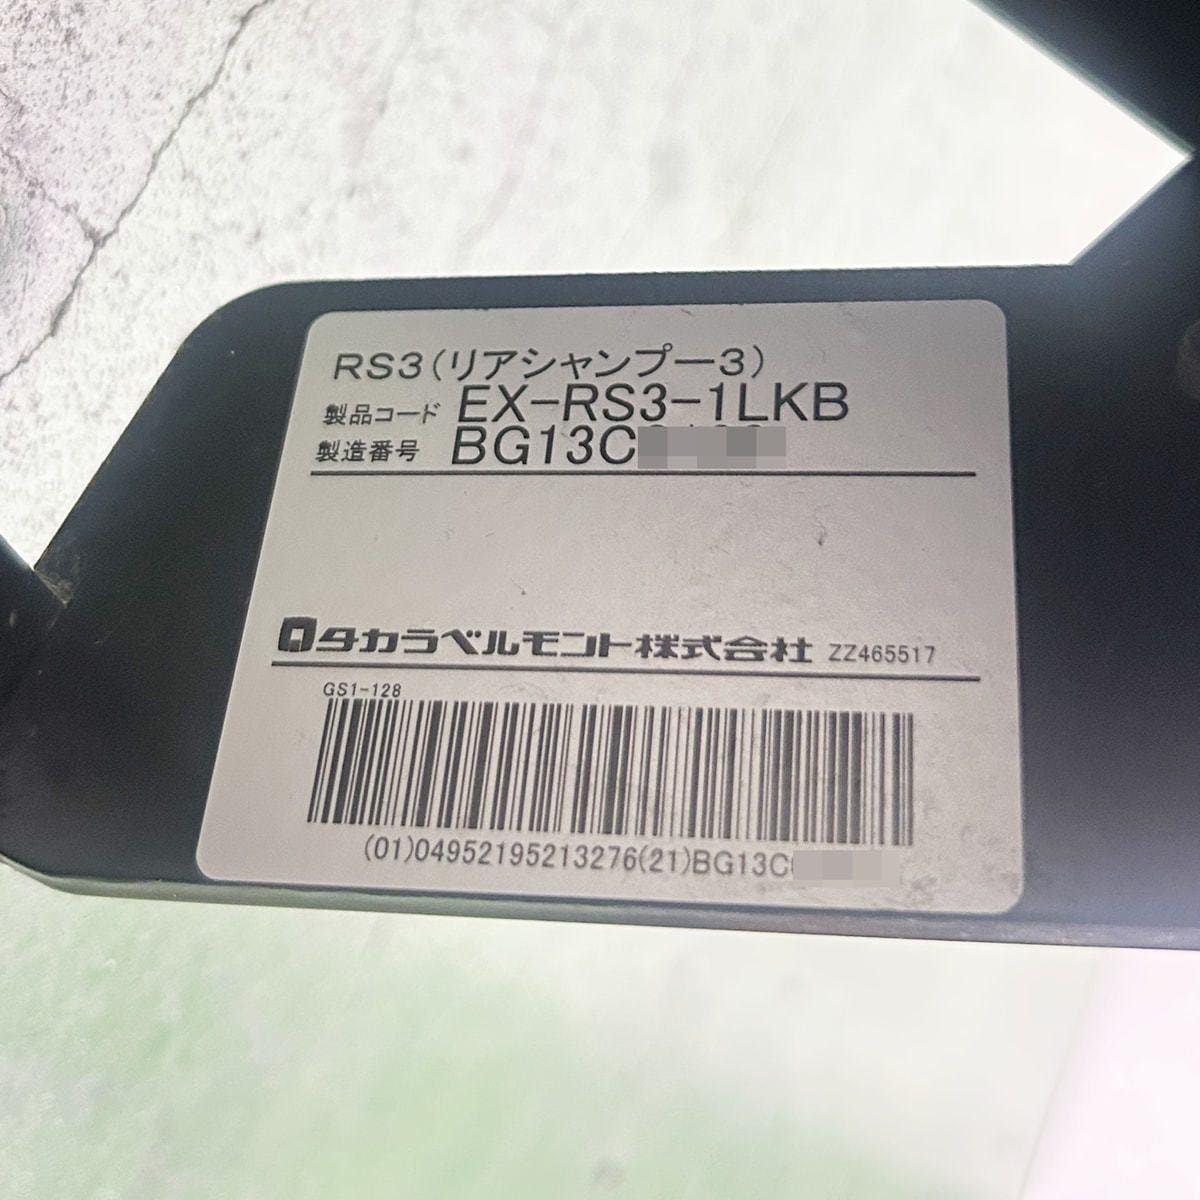 RS3(リアシャンプー3)
製品コード EX-RS3-1LKB
製造番号 BG13C
タカラベルモント株式会社 ZZ465517
GS1-128
(01)04952195213276(21)BG13C